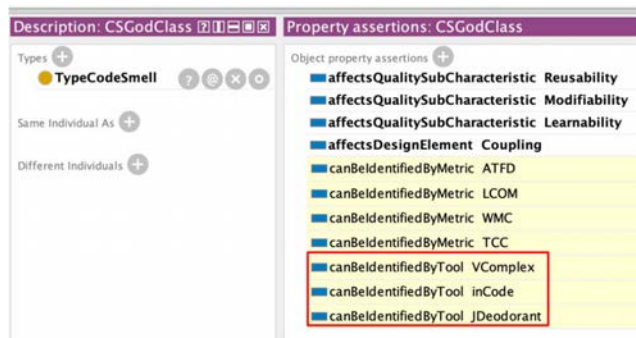 Description: CSGodClass
Types
TypeCodeSmell
Same Individual As
Different Individuals
Property assertions: CSGodClass
Object property assertions
affectsQualitySubCharacteristic Reusability
affectsQualitySubCharacteristic Modifiability
affectsQualitySubCharacteristic Learnability
affectsDesignElement Coupling
canBeIdentifiedByMetric ATFD
canBeIdentifiedByMetric LCOM
canBeIdentifiedByMetric WMC
canBeIdentifiedByMetric TCC
canBeIdentifiedByTool VComplex
canBeIdentifiedByTool inCode
canBeIdentifiedByTool JDeodorant